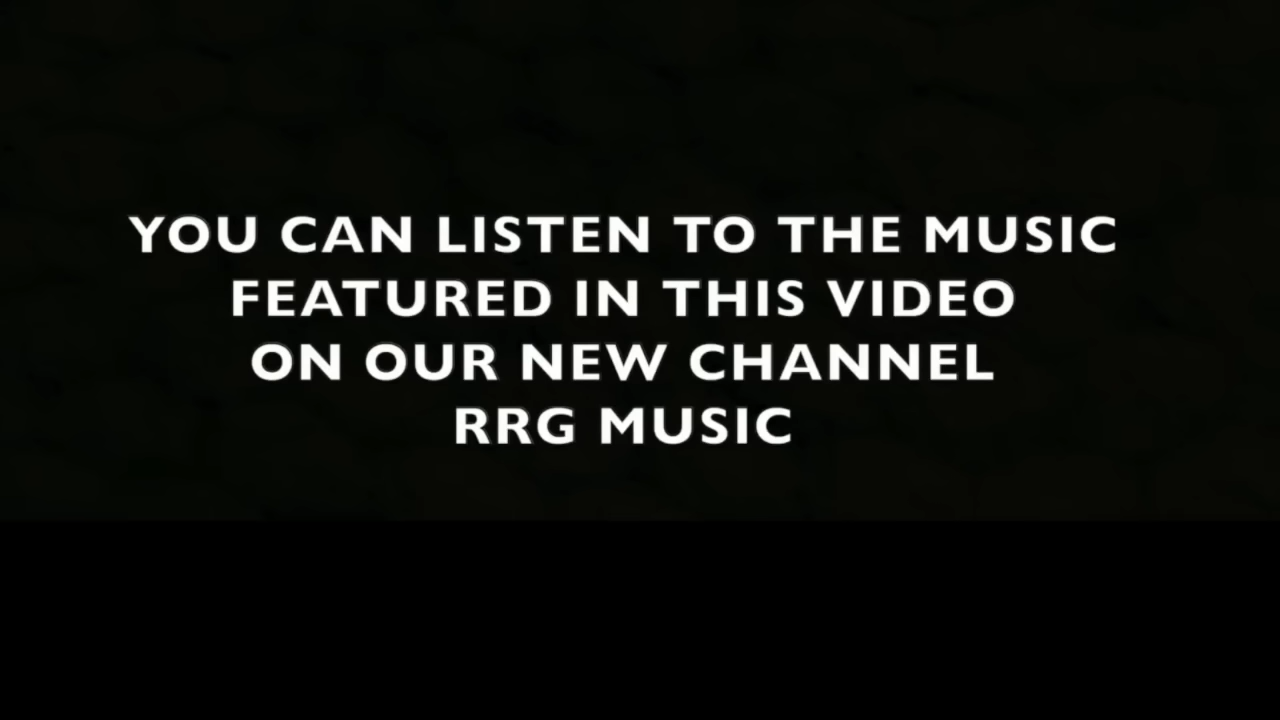 YOU CAN LISTEN TO THE MUSIC
FEATURED IN THIS VIDEO
ON OUR NEW CHANNEL
RRG MUSIC